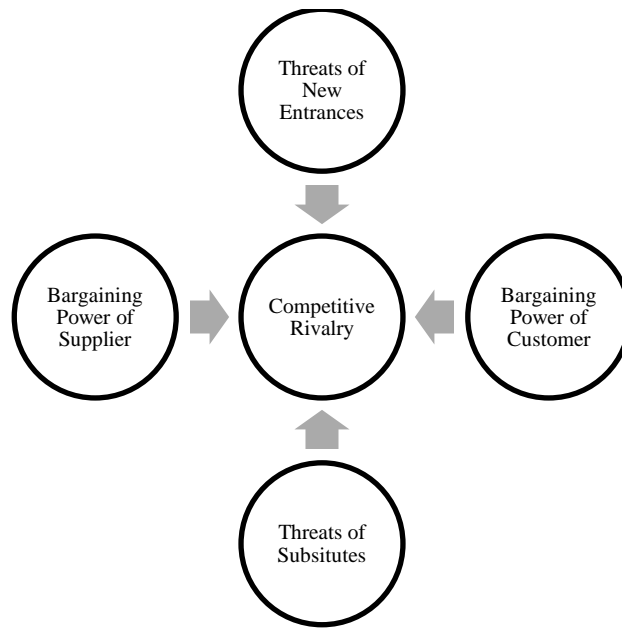 Threats of
New
Entrances
Bargaining
Power of
Supplier
Competitive
Rivalry
Bargaining
Power of
Customer
Threats of
Subsitutes